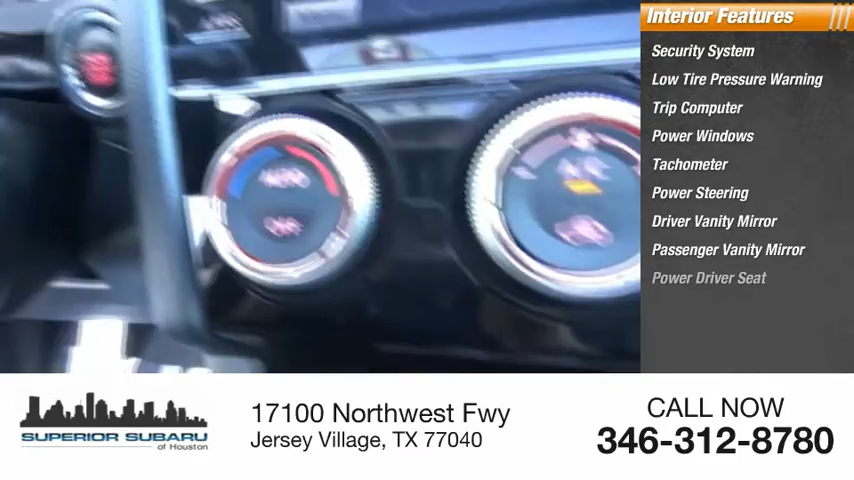 Interior Features
Security System
Low Tire Pressure Warning
Trip Computer
Power Windows
Tachometer
Power Steering
Driver Vanity Mirror
Passenger Vanity Mirror
Power Driver Seat
SUPERIOR SUBARU
of Houston
17100 Northwest Fwy
Jersey Village, TX 77040
CALL NOW
346-312-8780